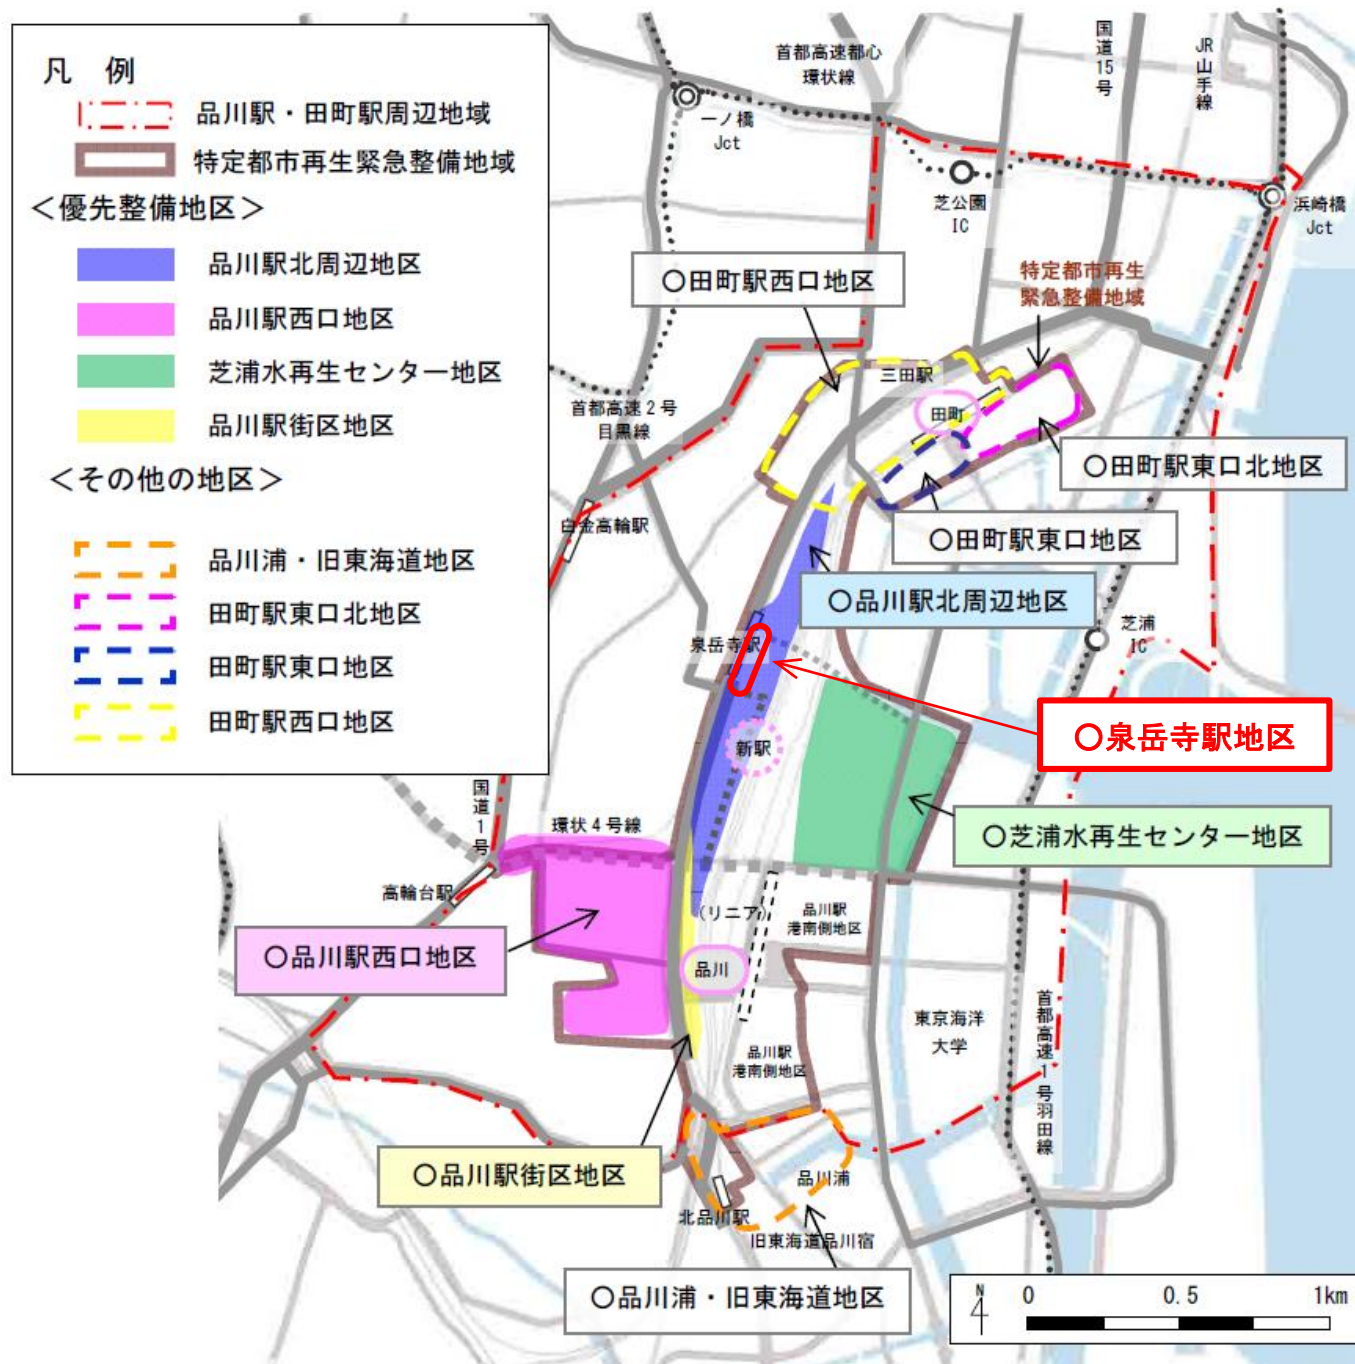 凡 例
品川駅・田町駅周辺地域
特定都市再生緊急整備地域
＜優先整備地区＞
品川駅北周辺地区
品川駅西口地区
芝浦水再生センター地区
品川駅街区地区
＜その他の地区＞
品川浦・旧東海道地区
田町駅東口北地区
田町駅東口地区
田町駅西口地区
首都高速都心
環状線
国道15号
JR山手線
一ノ橋
Jct
芝公園
IC
浜崎橋
Jct
〇田町駅西口地区
特定都市再生
緊急整備地域
三田駅
田町
首都高速2号
目黒線
〇田町駅東口北地区
白金高輪駅
〇田町駅東口地区
〇品川駅北周辺地区
芝浦
IC
泉岳寺駅
〇泉岳寺駅地区
新駅
国道1号
環状4号線
〇芝浦水再生センター地区
高輪台駅
（リニア）
品川駅
港南側地区
〇品川駅西口地区
品川
東京海洋
大学
首都高速1号羽田線
品川駅
港南側地区
〇品川駅街区地区
品川浦
北品川駅
旧東海道品川宿
〇品川浦・旧東海道地区
N
0 0.5 1km